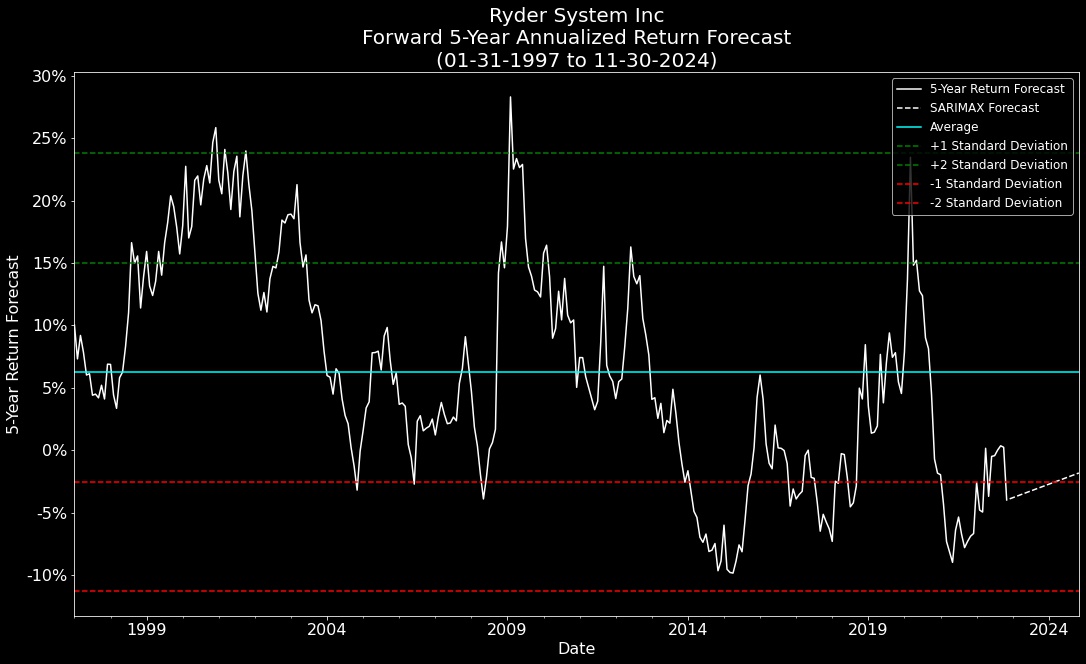 Ryder System Inc
Forward 5-Year Annualized Return Forecast
(01-31-1997 to 11-30-2024)
30%
25%
20%
15%
10%
5%
0%
-5%
-10%
5-Year Return Forecast
5-Year Return Forecast
SARIMAX Forecast
Average
+1 Standard Deviation
+2 Standard Deviation
-1 Standard Deviation
-2 Standard Deviation
1999
2004
2009
2014
2019
2024
Date